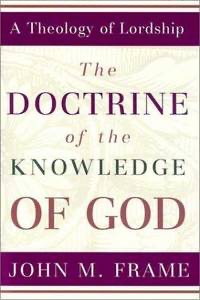 A Theology of Lordship
The
DOCTRINE
of the
KNOWLEDGE
OF GOD
JOHN M. FRAME